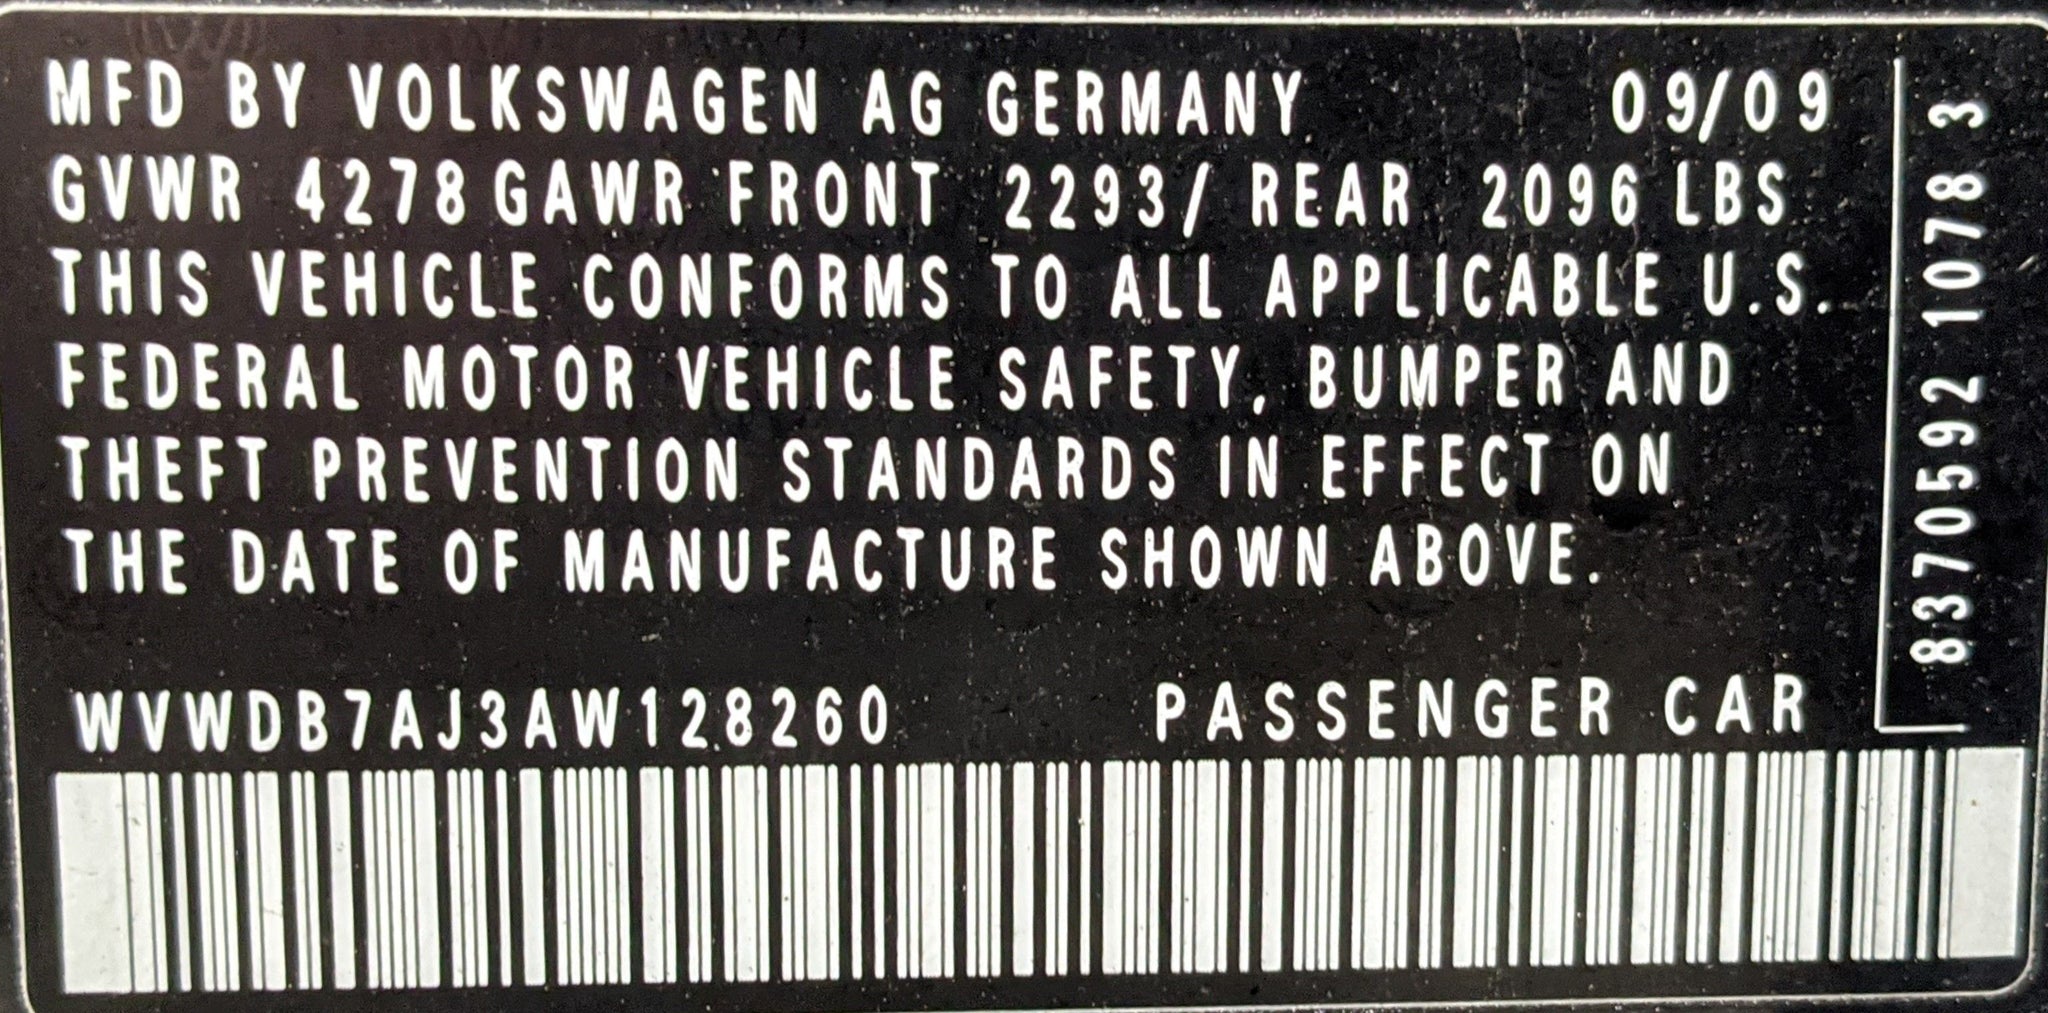 MFD BY VOLKSWAGEN AG GERMANY 09/09
GVWR 4278 GAWR FRONT 2293/ REAR 2096 LBS
THIS VEHICLE CONFORMS TO ALL APPLICABLE U.S.
FEDERAL MOTOR VEHICLE SAFETY, BUMPER AND
THEFT PREVENTION STANDARDS IN EFFECT ON
THE DATE OF MANUFACTURE SHOWN ABOVE.
WVWDB7AJ3AW128260 PASSENGER CAR
8370592 1078 3